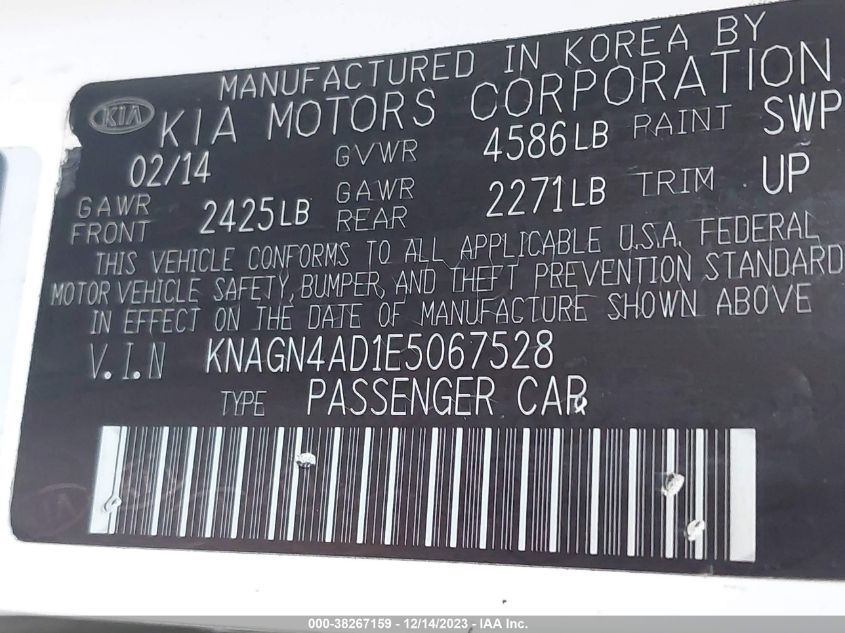 MANUFACTURED IN KOREA BY
KIA KIA MOTORS CORPORATION
02/14 GVWR 4586LB PAINT SWP
GAWR FRONT 2425LB GAWR REAR 2271LB TRIM UP
THIS VEHICLE CONFORMS TO ALL APPLICABLE U.S.A. FEDERAL
MOTOR VEHICLE SAFETY, BUMPER, AND THEFT PREVENTION STANDARD
IN EFFECT ON THE DATE OF MANUFACTURE SHOWN ABOVE
V.I.N KNAGN4AD1E5067528
TYPE PASSENGER CAR
000-38267159 - 12/14/2023 - IAA Inc.